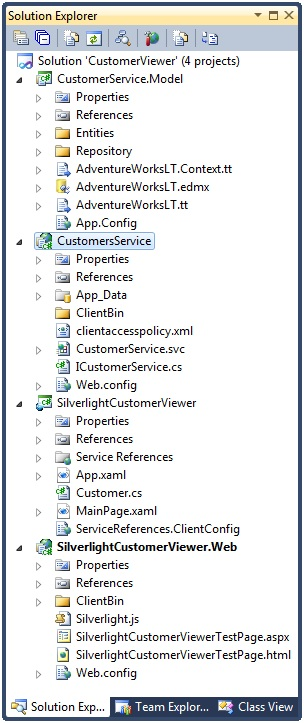 Solution Explorer
Solution 'CustomerViewer' (4 projects)
CustomerService.Model
Properties
References
Entities
Repository
AdventureWorksLT.Context.tt
AdventureWorksLT.edmx
AdventureWorksLT.tt
App.Config
CustomersService
Properties
References
App_Data
ClientBin
clientaccesspolicy.xml
CustomerService.svc
ICustomerService.cs
Web.config
SilverlightCustomerViewer
Properties
References
Service References
App.xaml
Customer.cs
MainPage.xaml
ServiceReferences.ClientConfig
SilverlightCustomerViewer.Web
Properties
References
ClientBin
Silverlight.js
SilverlightCustomerViewerTestPage.aspx
SilverlightCustomerViewerTestPage.html
Web.config
Solution Exp... Team Explor... Class View